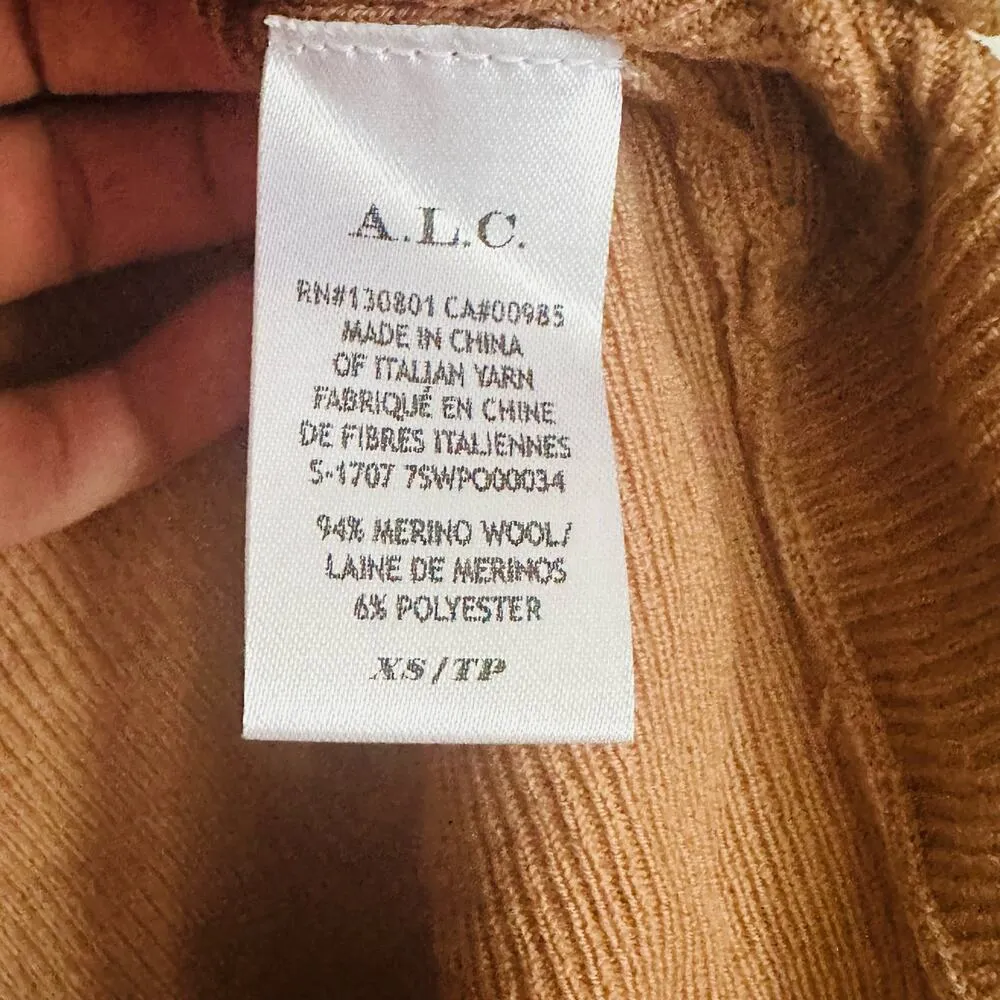 A.L.C.
RN#130801 CA#00985
MADE IN CHINA
OF ITALIAN YARN
FABRIQUÉ EN CHINE
DE FIBRES ITALIENNES
S-1707 7SWPO00034
94% MERINO WOOL/
LAINE DE MERINOS
6% POLYESTER
XS/TP